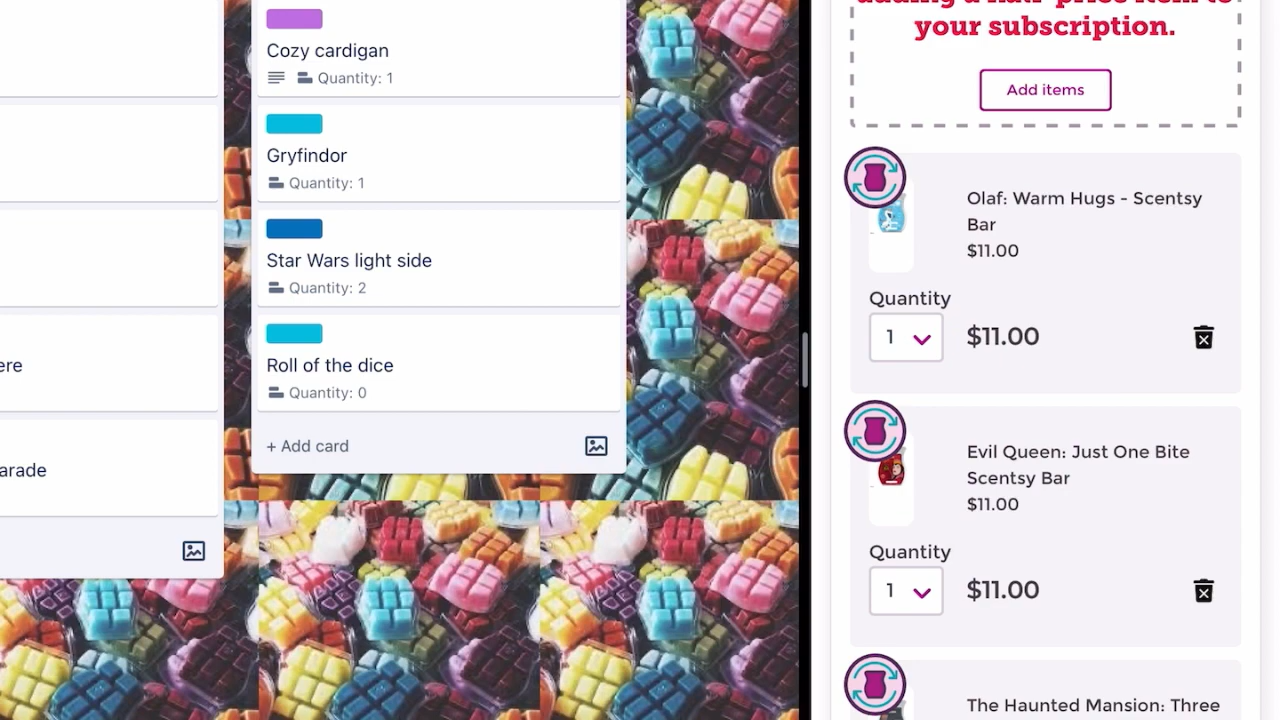 ere
arade
Cozy cardigan
Quantity: 1
Gryfindor
Quantity: 1
Star Wars light side
Quantity: 2
Roll of the dice
Quantity: 0
+ Add card
adding a half-price item to
your subscription.
Add items
Olaf: Warm Hugs - Scentsy
Bar
$11.00
Quantity
1
$11.00
Evil Queen: Just One Bite
Scentsy Bar
$11.00
Quantity
1
$11.00
The Haunted Mansion: Three